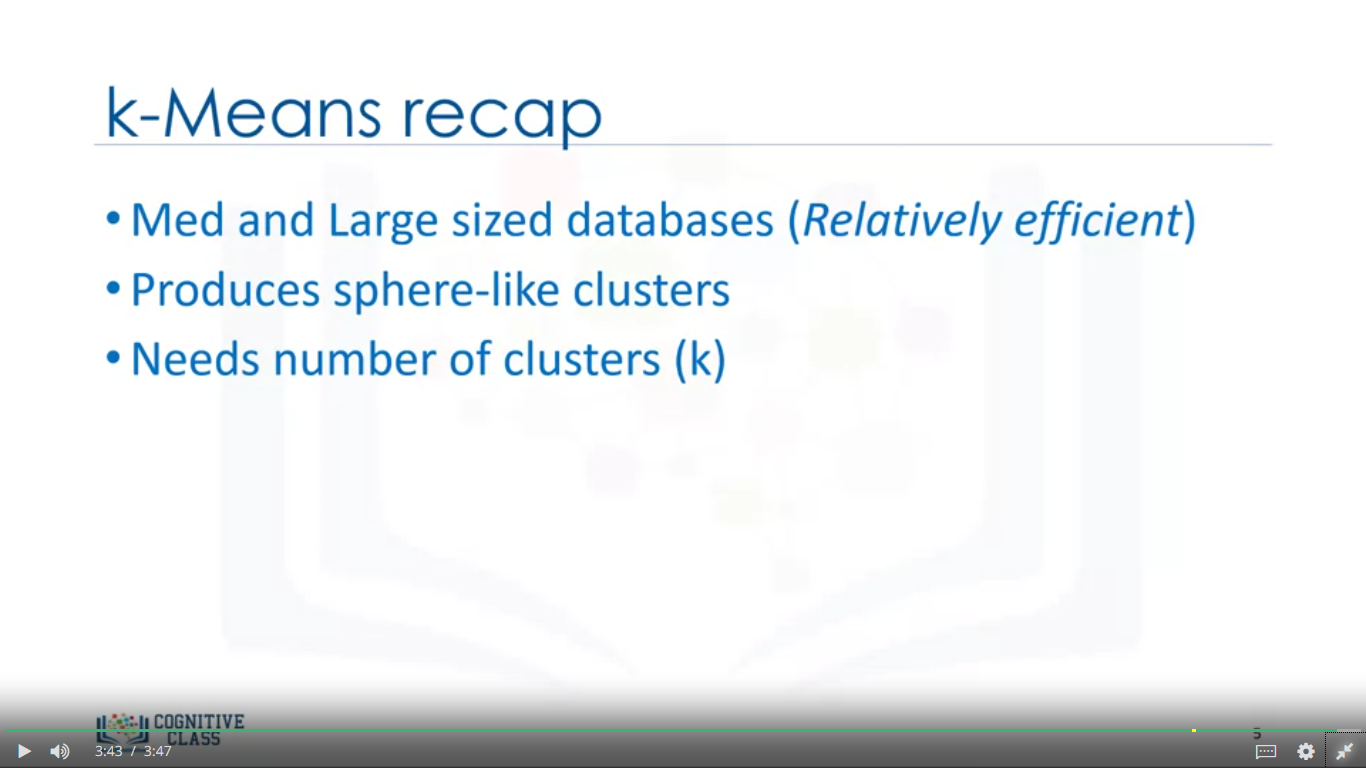 k-Means recap
• Med and Large sized databases (Relatively efficient)
• Produces sphere-like clusters
• Needs number of clusters (k)
COGNITIVE
CLASS
5
3:43 / 3:47